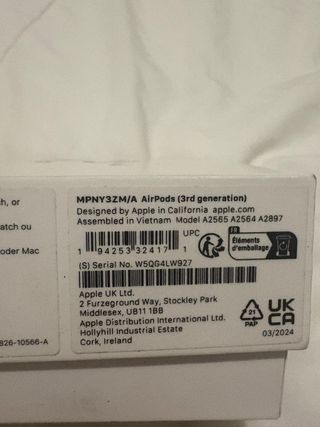 ch, or
atch ou
oder Mac
826-10566-A
MPNY3ZM/A AirPods (3rd generation)
Designed by Apple in California apple.com
Assembled in Vietnam Model A2565 A2564 A2897
UPC
1 94253 32417 1
FR
Éléments
d'emballage
(S) Serial No. W5QG4LW927
Apple UK Ltd.
2 Furzeground Way, Stockley Park
Middlesex, UB11 1BB
Apple Distribution International Ltd.
Hollyhill Industrial Estate
Cork, Ireland
21
PAP
UK
CA
03/2024